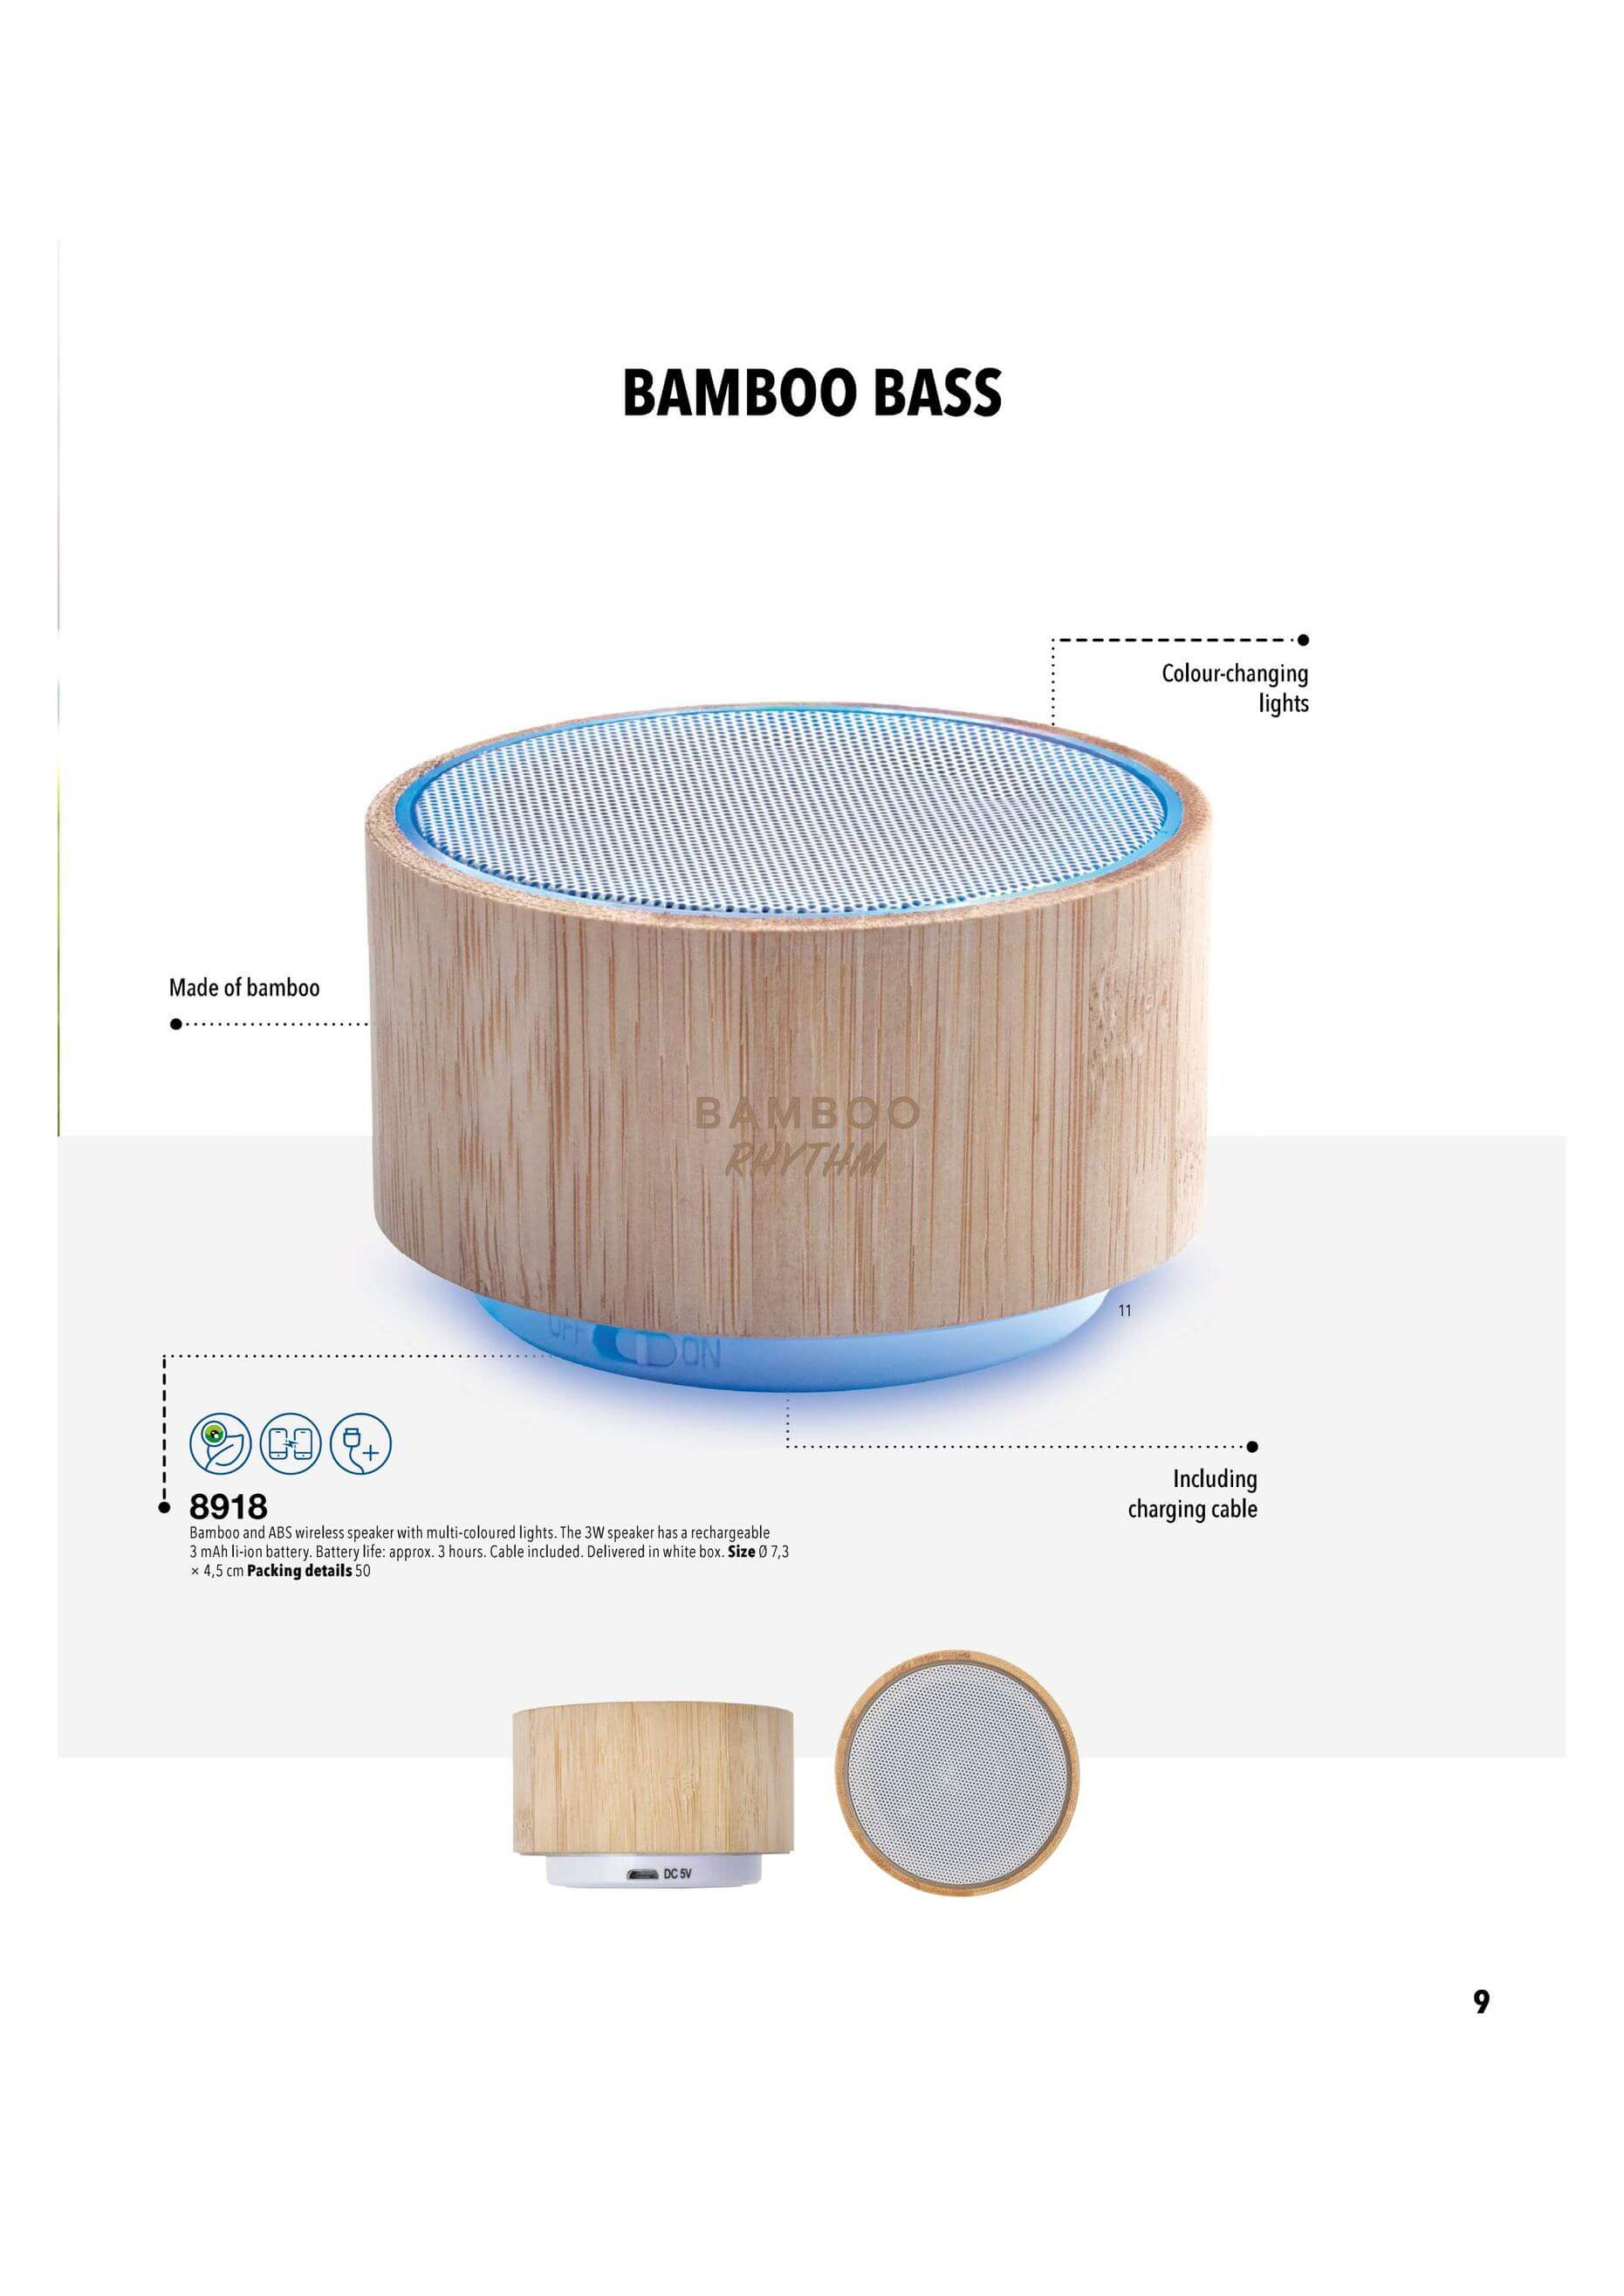 BAMBOO BASS
Colour-changing
lights
Made of bamboo
BAMBOO
RHYTHM
11
OFF ON
Including
charging cable
8918
Bamboo and ABS wireless speaker with multi-coloured lights. The 3W speaker has a rechargeable
3 mAh li-ion battery. Battery life: approx. 3 hours. Cable included. Delivered in white box. Size Ø 7,3
× 4,5 cm Packing details 50
DC 5V
9